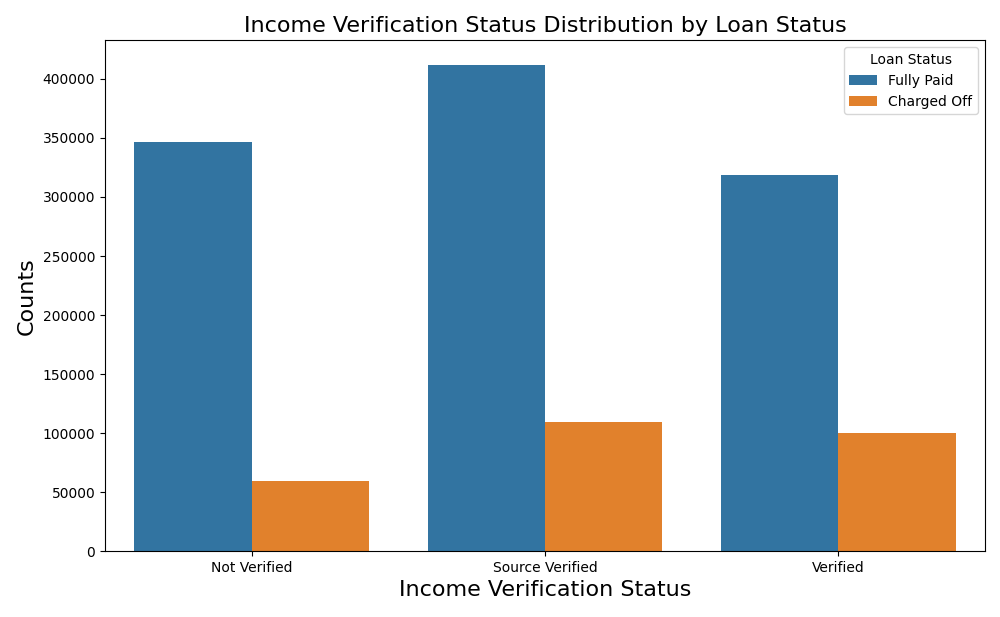 Income Verification Status Distribution by Loan Status
Loan Status
Fully Paid
Charged Off
Counts
400000
350000
300000
250000
200000
150000
100000
50000
0
Not Verified
Source Verified
Verified
Income Verification Status